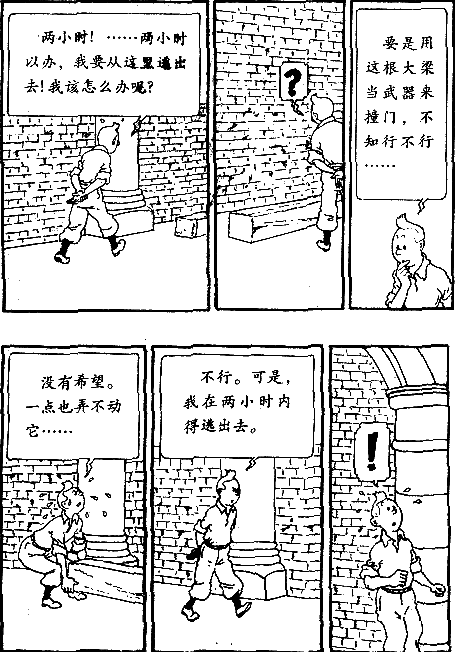 两小时！……两小时
以办，我要从这里逃出
去！我该怎么办呢？
？
要是用
这根大梁
当武器来
撞门，不
知行不行
……
没有希望。
一点也弄不动
它……
不行。可是，
我在两小时内
得逃出去。
！